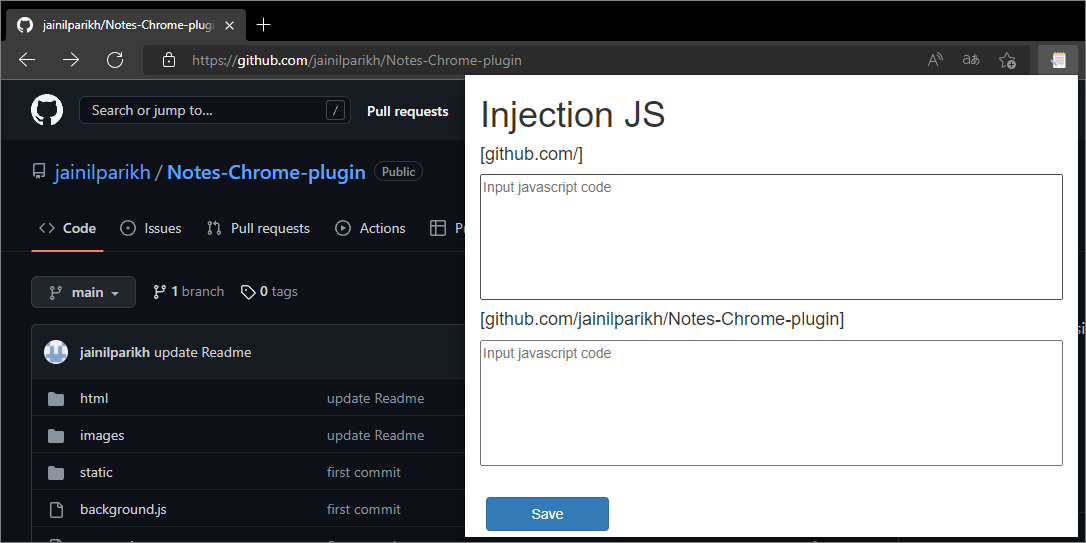 jainilparikh/Notes-Chrome-plugi
https://github.com/jainilparikh/Notes-Chrome-plugin
Search or jump to... /
Pull requests
jainilparikh / Notes-Chrome-plugin Public
Code Issues Pull requests Actions
main 1 branch 0 tags
jainilparikh update Readme
html update Readme
images update Readme
static first commit
background.js first commit
Injection JS
[github.com/]
Input javascript code
[github.com/jainilparikh/Notes-Chrome-plugin]
Input javascript code
Save